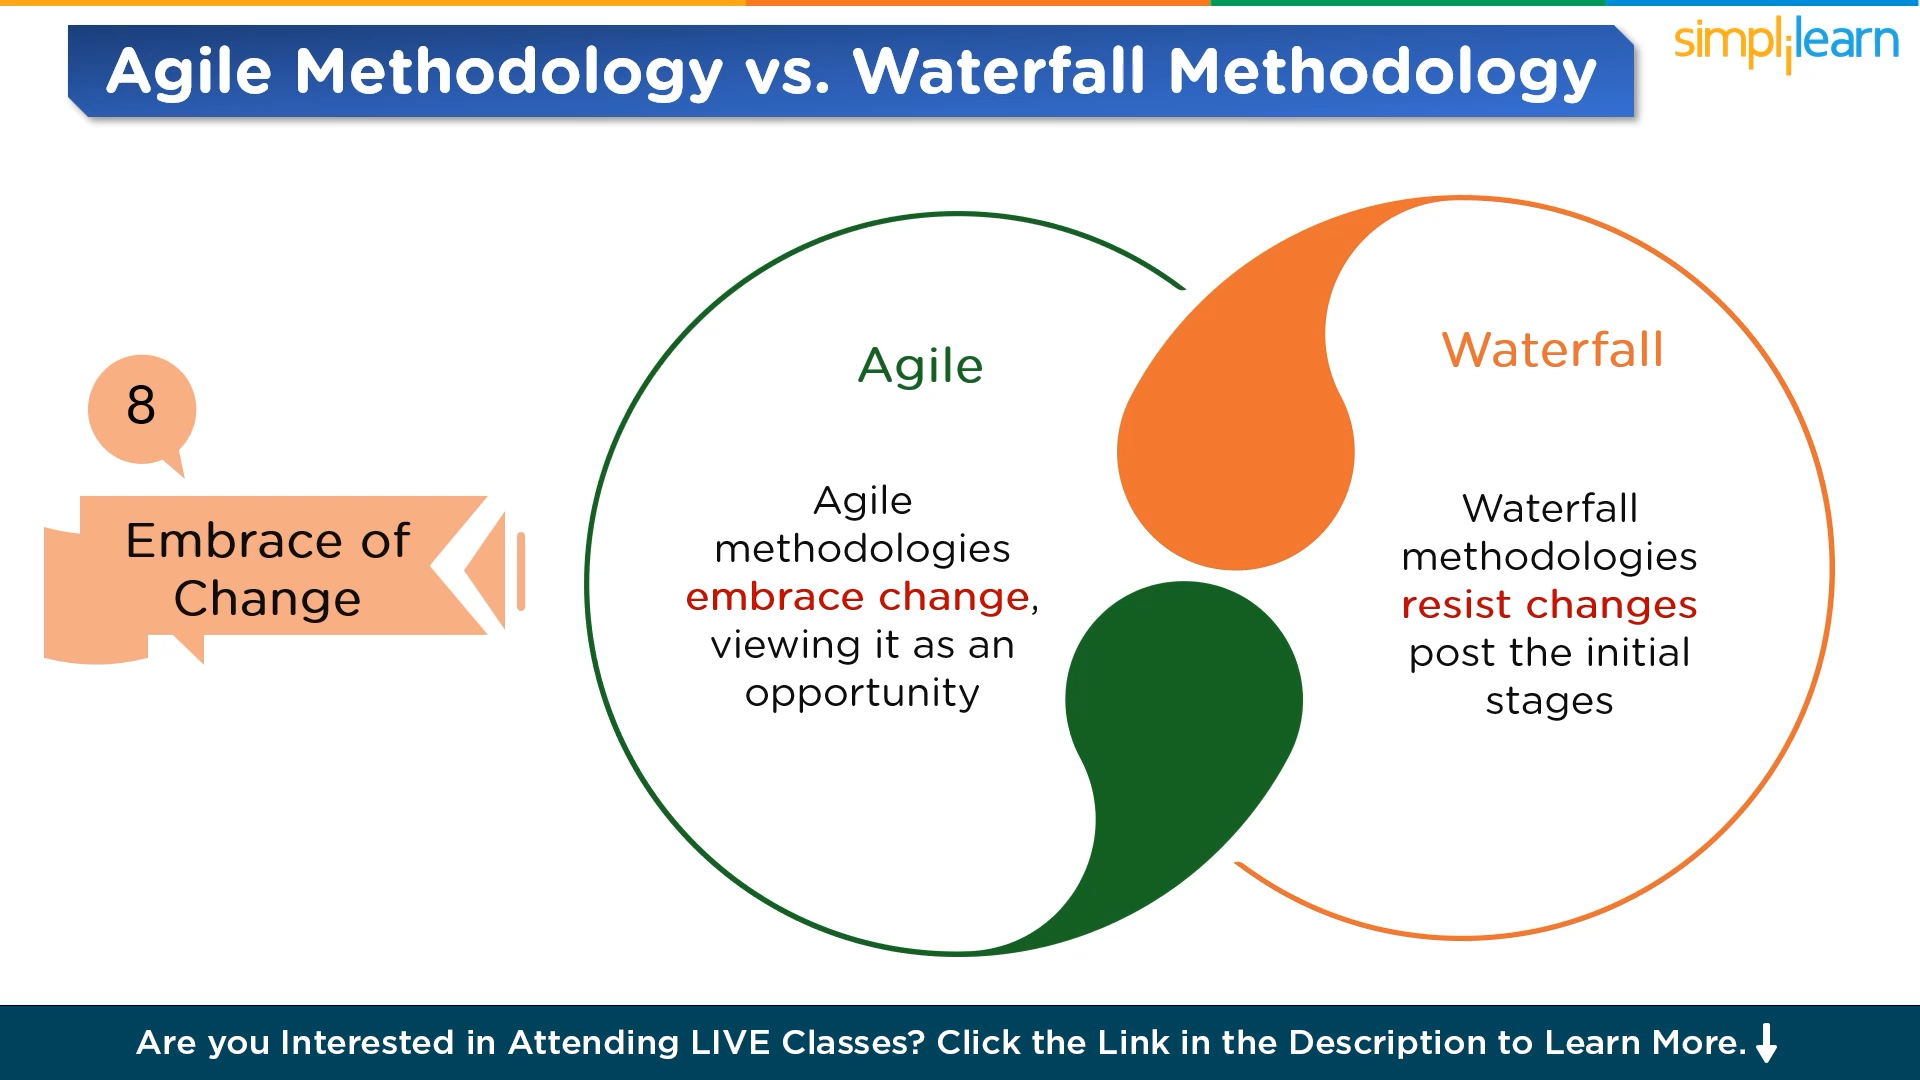 Agile Methodology vs. Waterfall Methodology
simplilearn
8
Embrace of
Change
Agile
Agile
methodologies
embrace change,
viewing it as an
opportunity
Waterfall
Waterfall
methodologies
resist changes
post the initial
stages
Are you Interested in Attending LIVE Classes? Click the Link in the Description to Learn More.